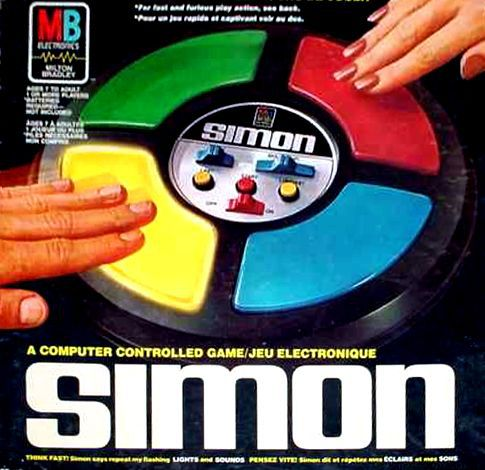 *For fast and furious play action, see back.
*Pour un jeu rapide et captivant voir au dos.
MB
ELECTRONICS
MILTON
BRADLEY
AGES 7 TO ADULT
1 OR MORE PLAYERS
*BATTERIES
REQUIRED—
NOT INCLUDED
AGES 7 À ADULTES
1 JOUEUR OU PLUS
*PILES NÉCESSAIRES
NON COMPRIS
MB
simon
START
OFF
ON
A COMPUTER CONTROLLED GAME/JEU ELECTRONIQUE
simon
THINK FAST! Simon says repeat my flashing LIGHTS and SOUNDS PENSEZ VITE! Simon dit et répétez mes ÉCLAIRS et mes SONS